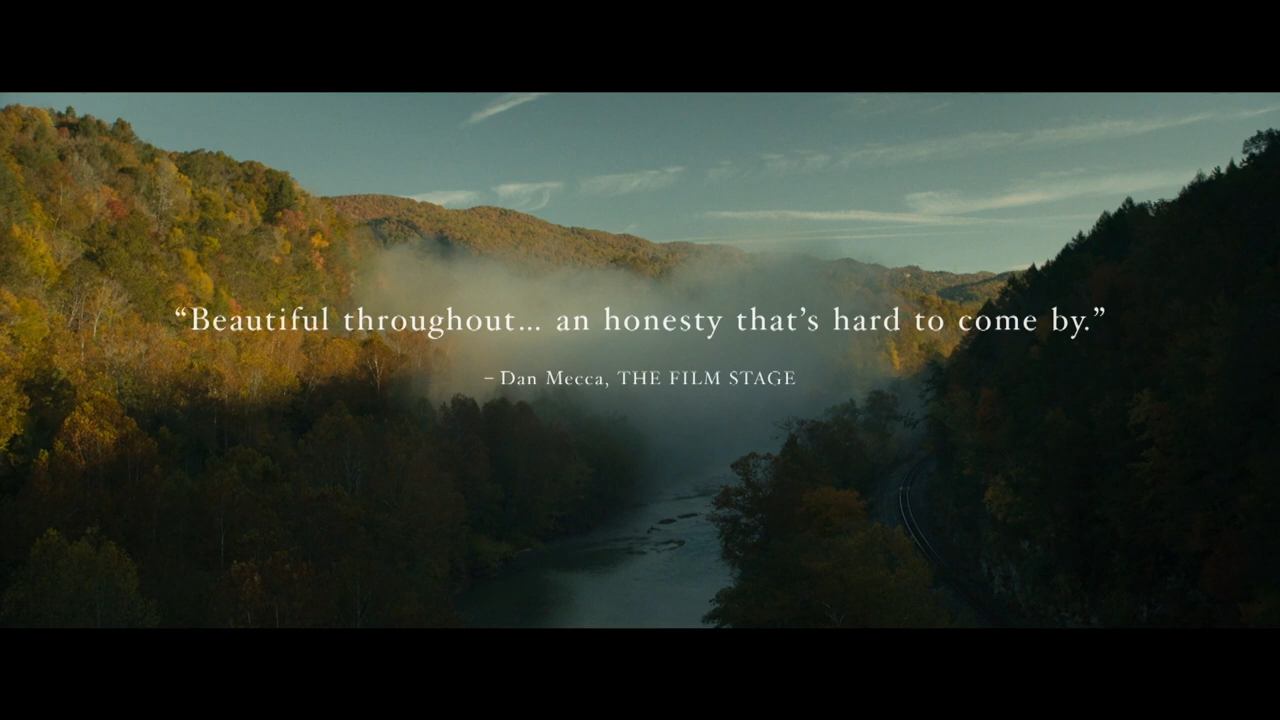 “Beautiful throughout... an honesty that’s hard to come by.”
– Dan Mecca, THE FILM STAGE